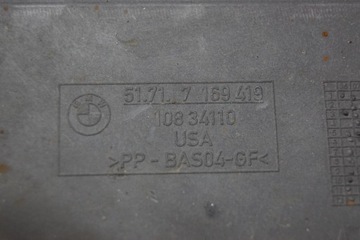 51.71. 7 169 419
108 34110
USA
>PP-BAS04-GF<